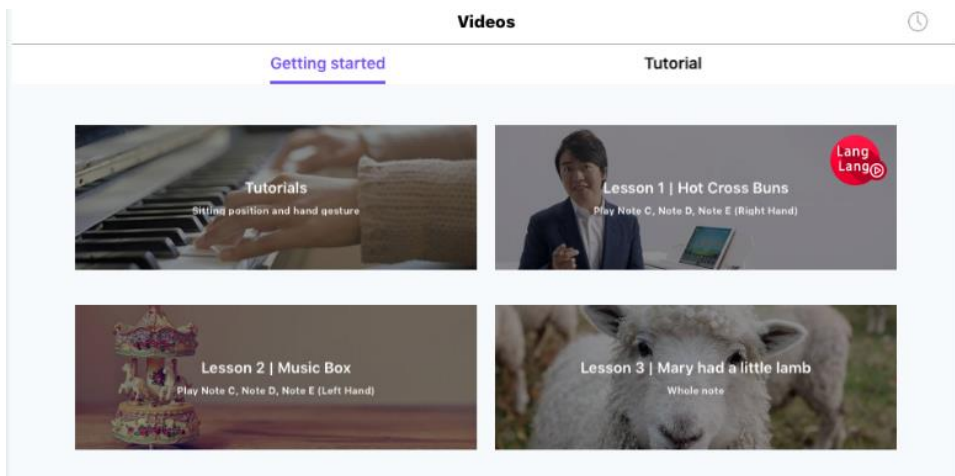 Videos
Getting started
Tutorial
Tutorials
Sitting position and hand gesture
Lesson 1 | Hot Cross Buns
Play Note C, Note D, Note E (Right Hand)
Lang
Lang
Lesson 2 | Music Box
Play Note C, Note D, Note E (Left Hand)
Lesson 3 | Mary had a little lamb
Whole note